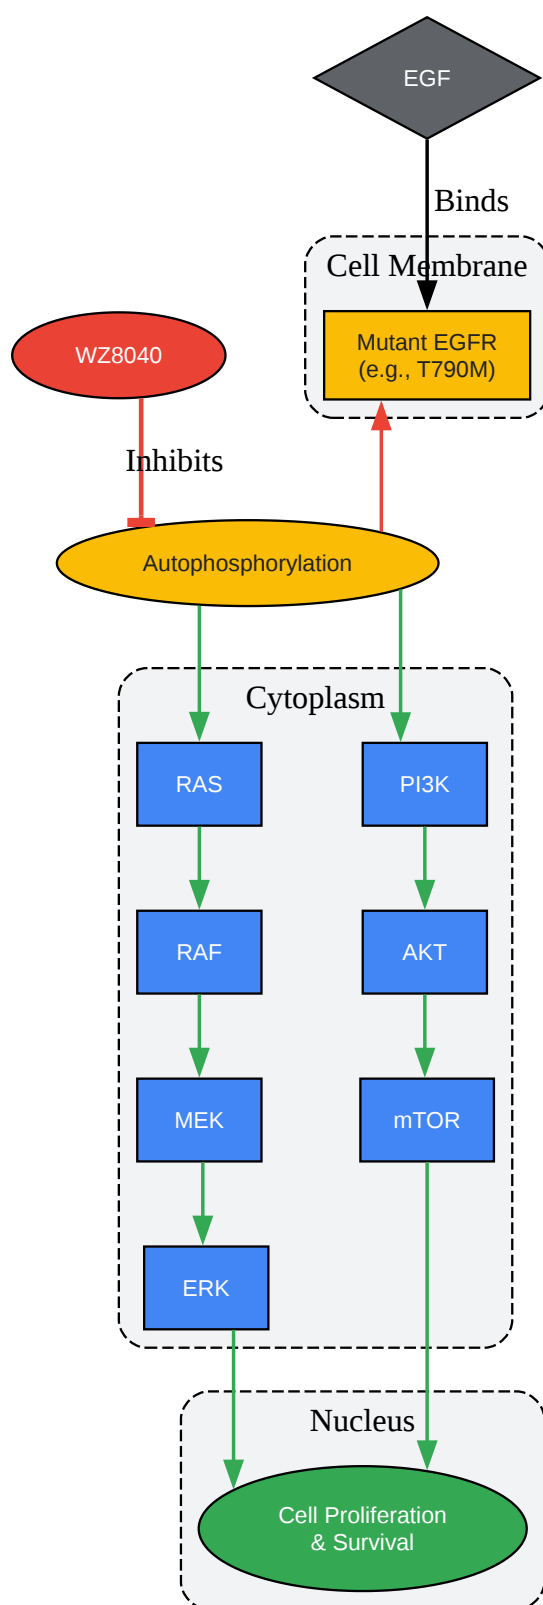 EGF
Binds
Cell Membrane
Mutant EGFR
(e.g., T790M)
WZ8040
Inhibits
Autophosphorylation
Cytoplasm
RAS
PI3K
RAF
AKT
MEK
mTOR
ERK
Nucleus
Cell Proliferation
& Survival